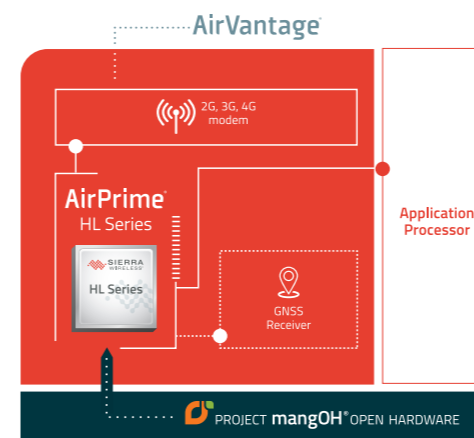 AirVantage
2G, 3G, 4G
modem
AirPrime®
HL Series
SIERRA
WIRELESS
HL Series
GNSS
Receiver
Application
Processor
PROJECT mangOH® OPEN HARDWARE